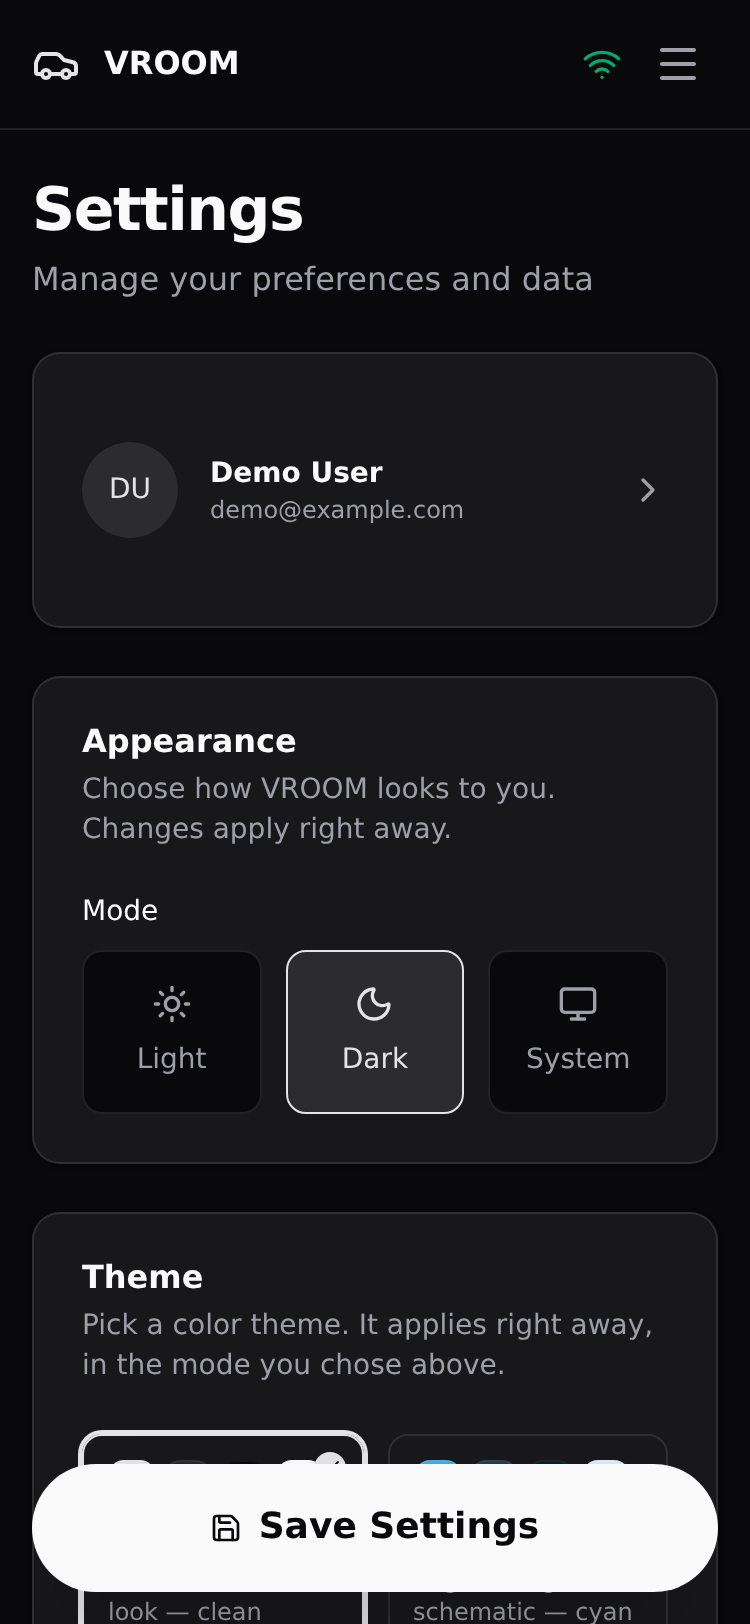 VROOM
Settings
Manage your preferences and data
DU
Demo User
demo@example.com
Appearance
Choose how VROOM looks to you.
Changes apply right away.
Mode
Light
Dark
System
Theme
Pick a color theme. It applies right away,
in the mode you chose above.
Save Settings
look — clean
schematic — cyan